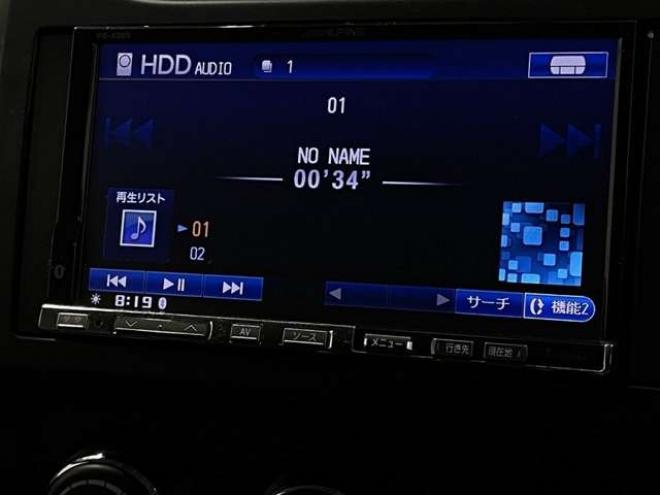 ALPINE
HDD AUDIO 1
01
NO NAME
00'34"
再生リスト
01
02
8:19
サーチ 機能2
AV ソース メニュー 行き先 現在地